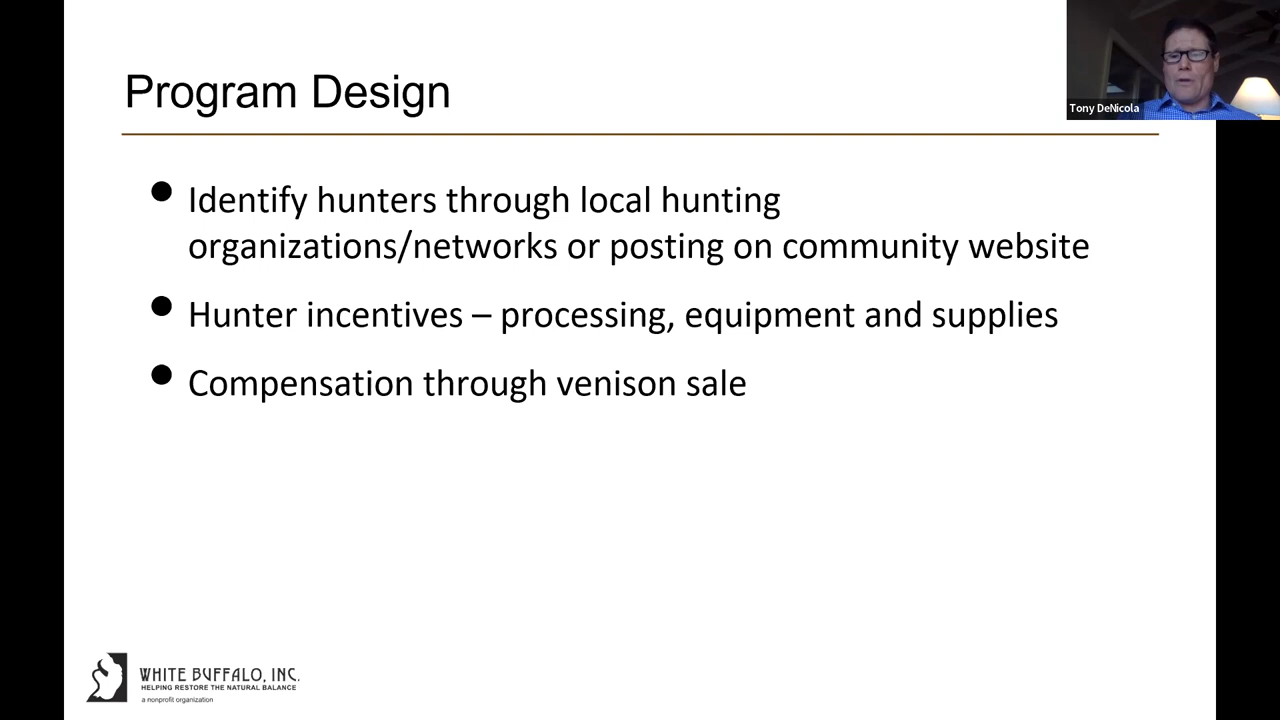 Program Design
Tony DeNicola
Identify hunters through local hunting
organizations/networks or posting on community website
Hunter incentives – processing, equipment and supplies
Compensation through venison sale
WHITE BUFFALO, INC.
HELPING RESTORE THE NATURAL BALANCE
a nonprofit organization